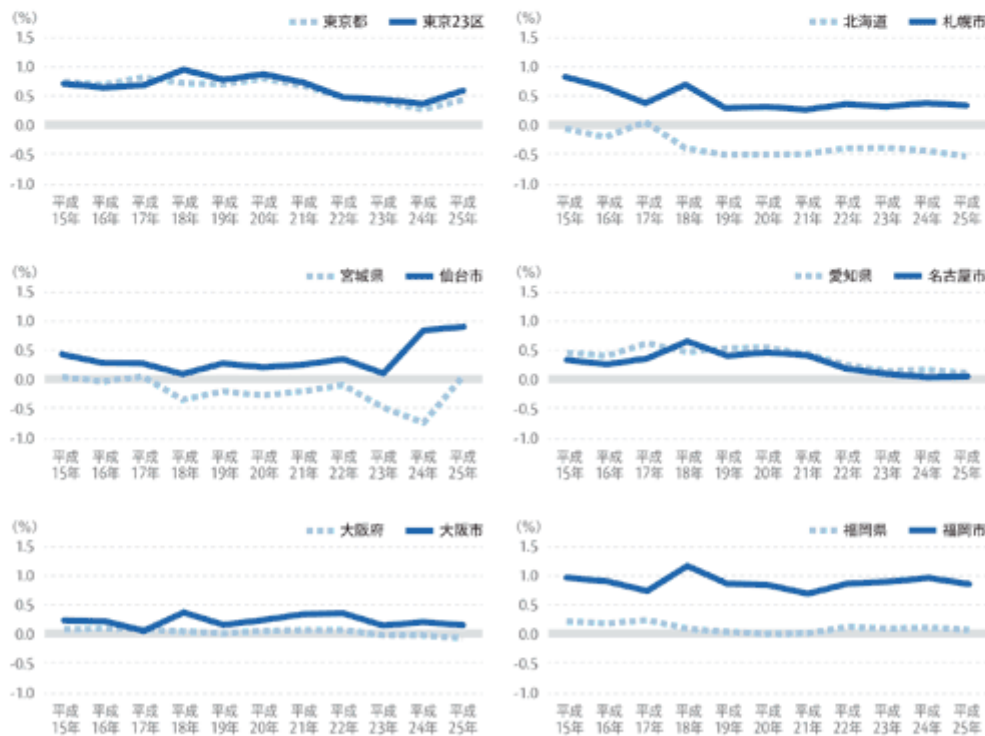 (%) 東京都 東京23区
1.5
1.0
0.5
0.0
-0.5
-1.0
平成 平成 平成 平成 平成 平成 平成 平成 平成 平成 平成
15年 16年 17年 18年 19年 20年 21年 22年 23年 24年 25年
(%) 北海道 札幌市
1.5
1.0
0.5
0.0
-0.5
-1.0
平成 平成 平成 平成 平成 平成 平成 平成 平成 平成 平成
15年 16年 17年 18年 19年 20年 21年 22年 23年 24年 25年
(%) 宮城県 仙台市
1.5
1.0
0.5
0.0
-0.5
-1.0
平成 平成 平成 平成 平成 平成 平成 平成 平成 平成 平成
15年 16年 17年 18年 19年 20年 21年 22年 23年 24年 25年
(%) 愛知県 名古屋市
1.5
1.0
0.5
0.0
-0.5
-1.0
平成 平成 平成 平成 平成 平成 平成 平成 平成 平成 平成
15年 16年 17年 18年 19年 20年 21年 22年 23年 24年 25年
(%) 大阪府 大阪市
1.5
1.0
0.5
0.0
-0.5
-1.0
平成 平成 平成 平成 平成 平成 平成 平成 平成 平成 平成
15年 16年 17年 18年 19年 20年 21年 22年 23年 24年 25年
(%) 福岡県 福岡市
1.5
1.0
0.5
0.0
-0.5
-1.0
平成 平成 平成 平成 平成 平成 平成 平成 平成 平成 平成
15年 16年 17年 18年 19年 20年 21年 22年 23年 24年 25年